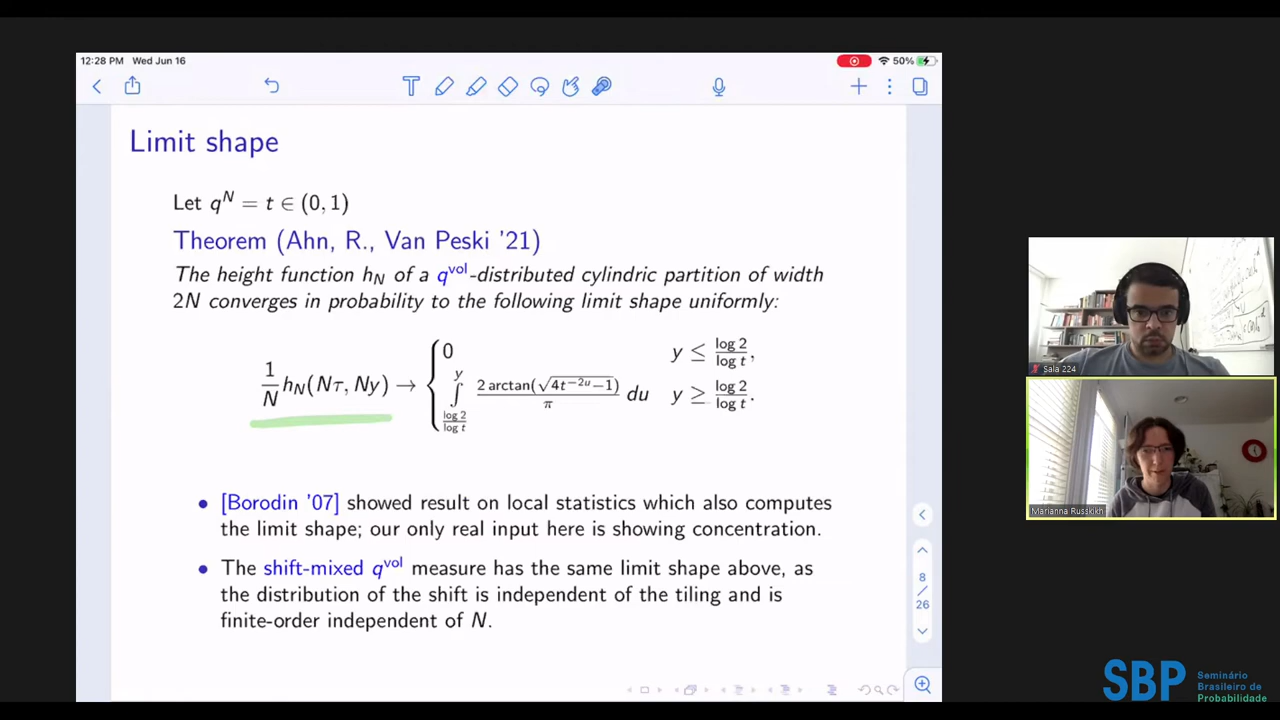 12:28 PM Wed Jun 16
50%
Limit shape
Let q^N = t ∈ (0, 1)
Theorem (Ahn, R., Van Peski '21)
The height function h_N of a q^vol-distributed cylindric partition of width
2N converges in probability to the following limit shape uniformly:
1/N h_N(Nτ, Ny) → { 0 y ≤ log 2/log t,
∫_{log 2/log t}^{y} 2 arctan(√(4t^{-2u}-1))/π du y ≥ log 2/log t.
• [Borodin '07] showed result on local statistics which also computes
the limit shape; our only real input here is showing concentration.
• The shift-mixed q^vol measure has the same limit shape above, as
the distribution of the shift is independent of the tiling and is
finite-order independent of N.
8
/
26
Sala 224
Marianna Russkikh
SBP
Seminário
Brasileiro de
Probabilidade